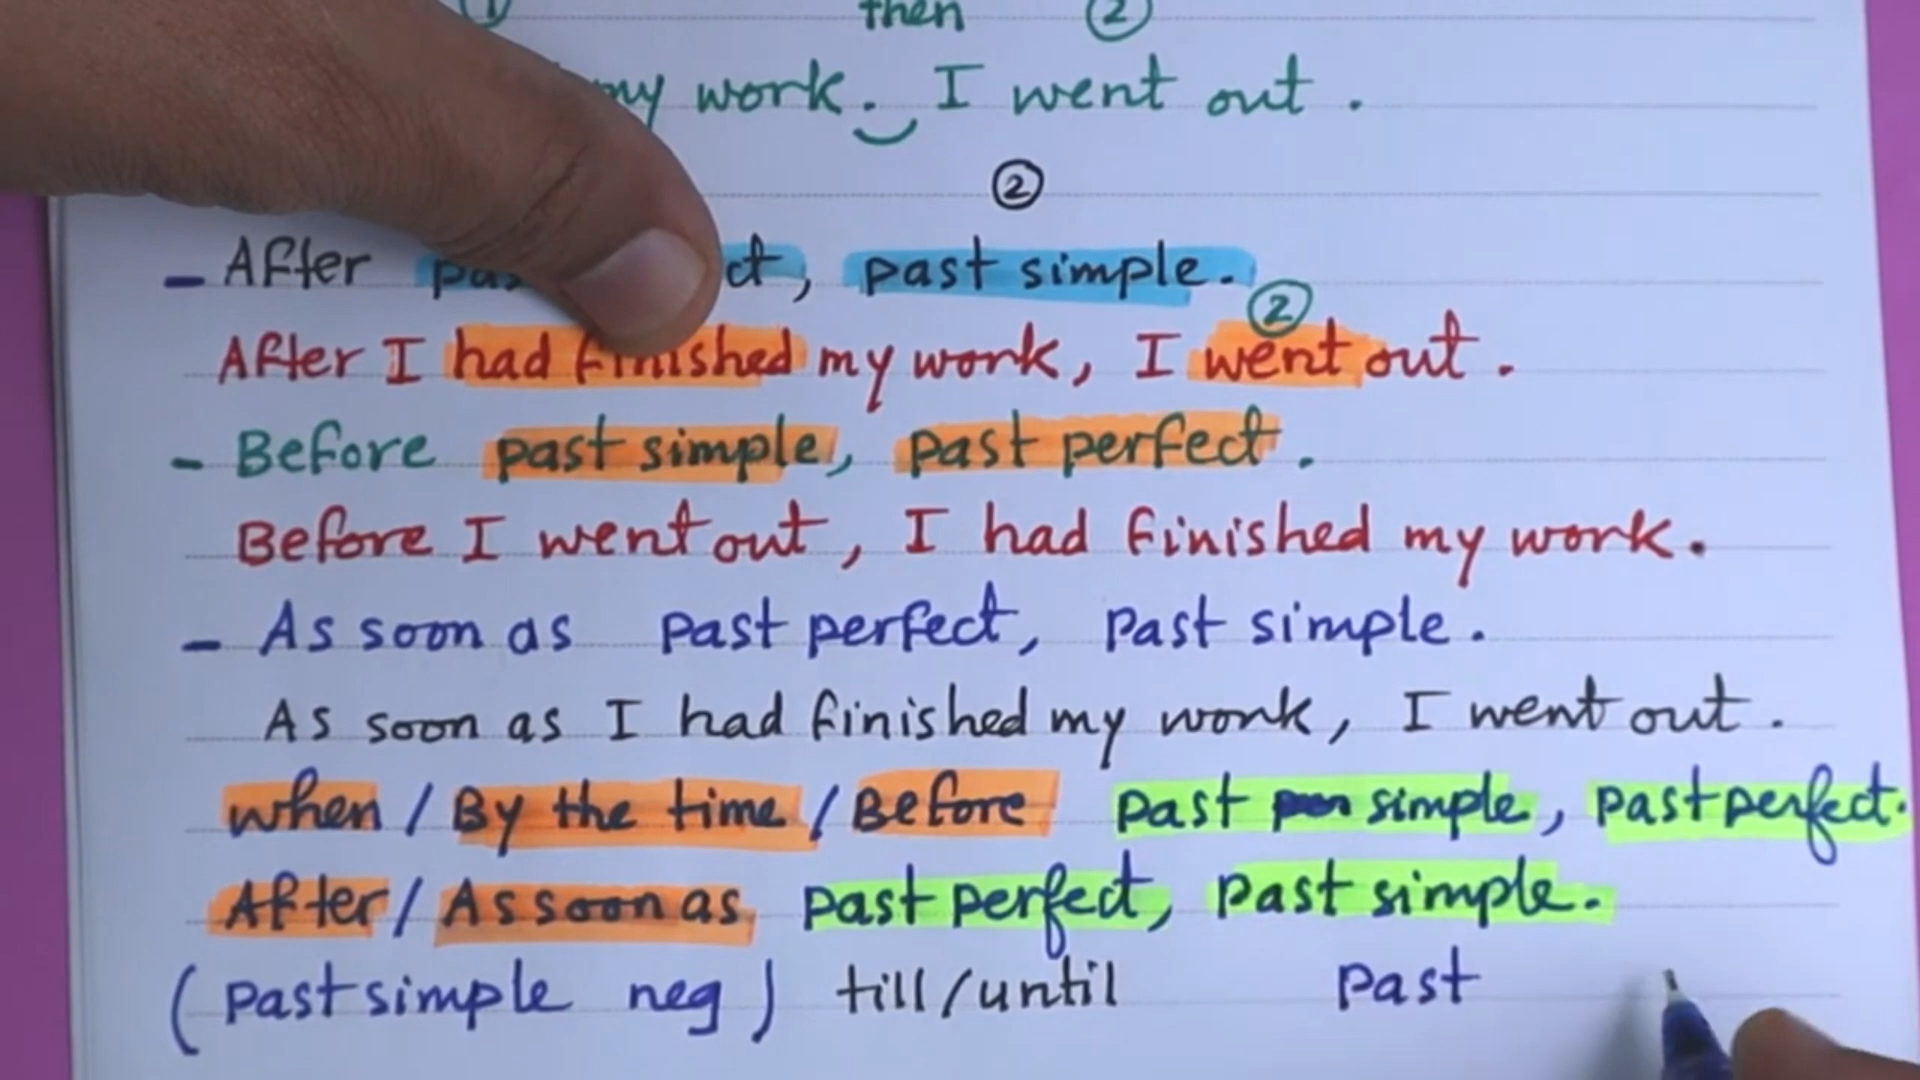 ① then ②
my work. I went out.
②
- After ct, past simple.
②
After I had finished my work, I went out.
- Before past simple, past perfect.
Before I went out, I had finished my work.
- As soon as past perfect, past simple.
As soon as I had finished my work, I went out.
when / By the time / Before past simple, past perfect.
After / As soon as past perfect, past simple.
(past simple neg) till/until past